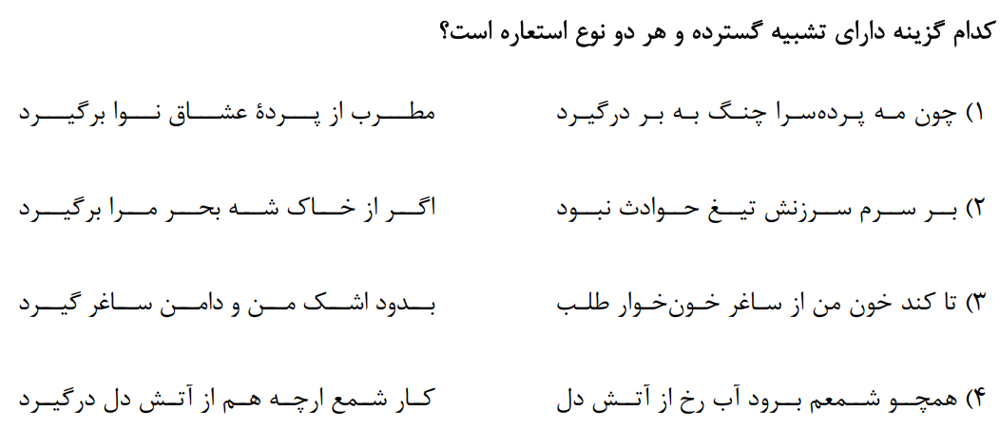 کدام گزینه دارای تشبیه گسترده و هر دو نوع استعاره است؟
۱) چون مه پرده‌سرا چنگ به بر درگیرد مطرب از پردهٔ عشاق نوا برگیرد
۲) بر سرم سرزنش تیغ حوادث نبود اگر از خاک شه بحر مرا برگیرد
۳) تا کند خون من از ساغر خون‌خوار طلب بدود اشک من و دامن ساغر گیرد
۴) همچو شمعم برود آب رخ از آتش دل کار شمع ارچه هم از آتش دل درگیرد